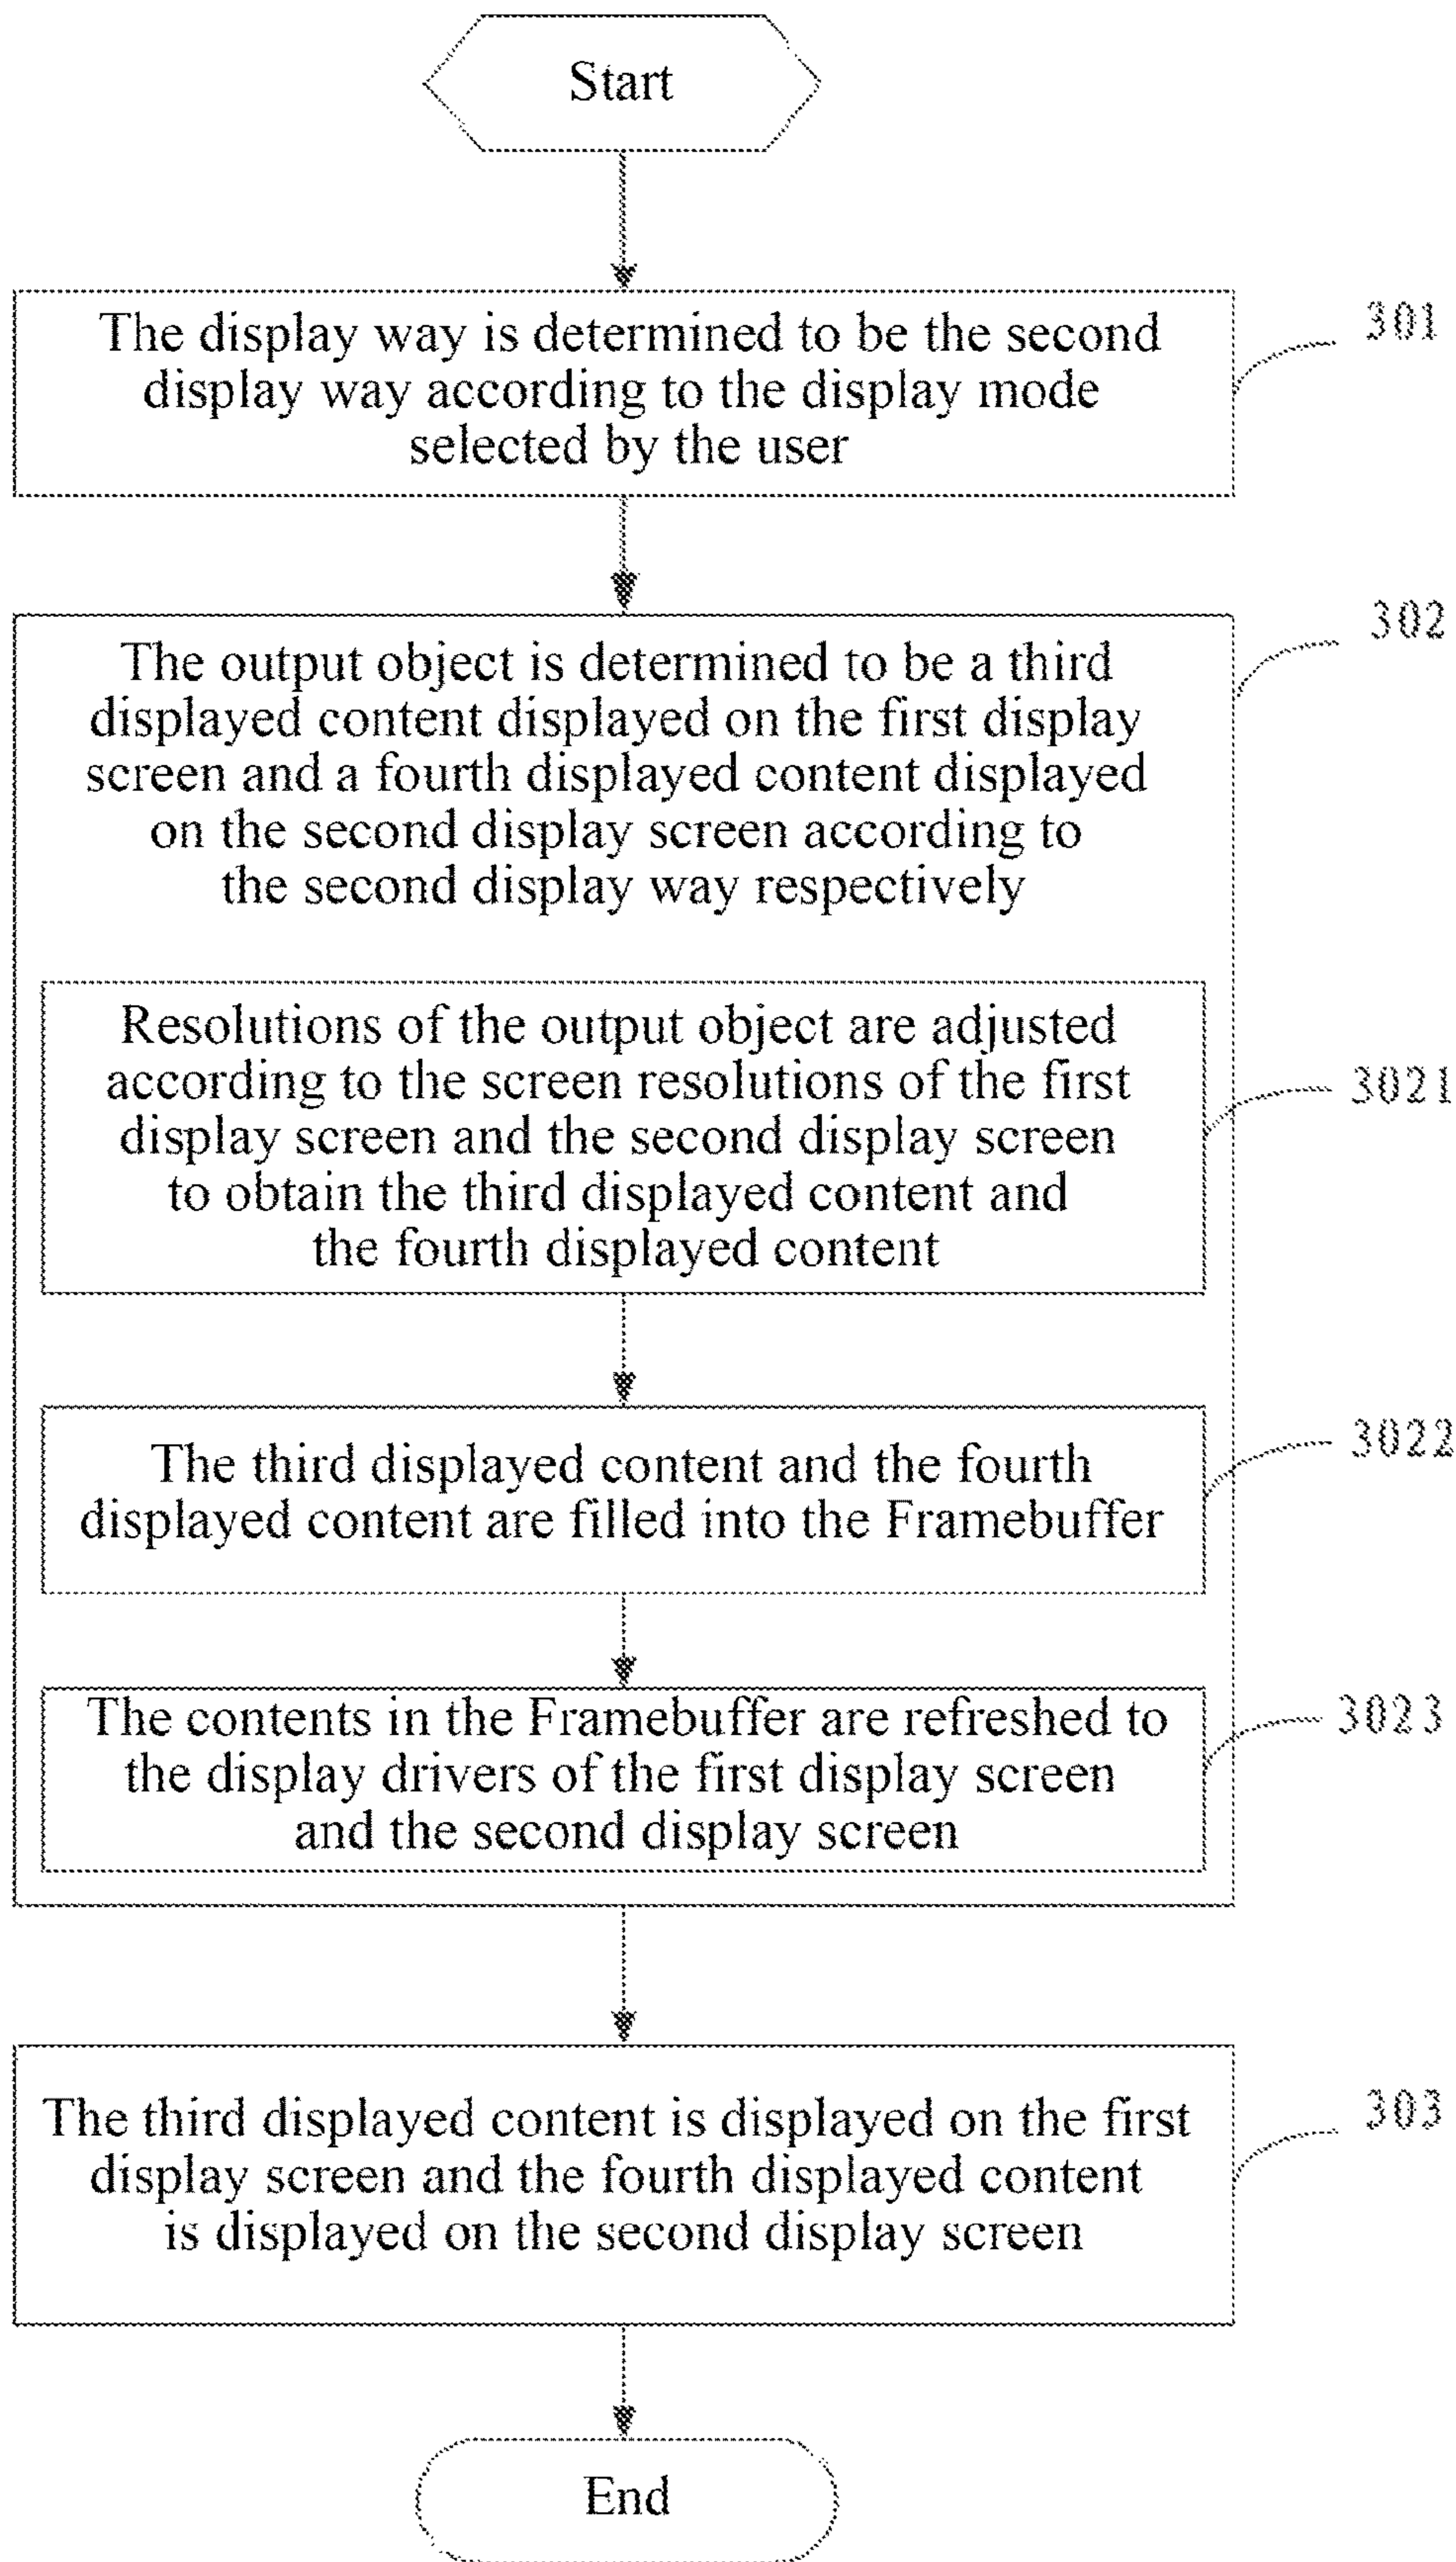 Start
The display way is determined to be the second
display way according to the display mode
selected by the user
301
The output object is determined to be a third
displayed content displayed on the first display
screen and a fourth displayed content displayed
on the second display screen according to
the second display way respectively
302
Resolutions of the output object are adjusted
according to the screen resolutions of the first
display screen and the second display screen
to obtain the third displayed content and
the fourth displayed content
3021
The third displayed content and the fourth
displayed content are filled into the Framebuffer
3022
The contents in the Framebuffer are refreshed to
the display drivers of the first display screen
and the second display screen
3023
The third displayed content is displayed on the first
display screen and the fourth displayed content
is displayed on the second display screen
303
End